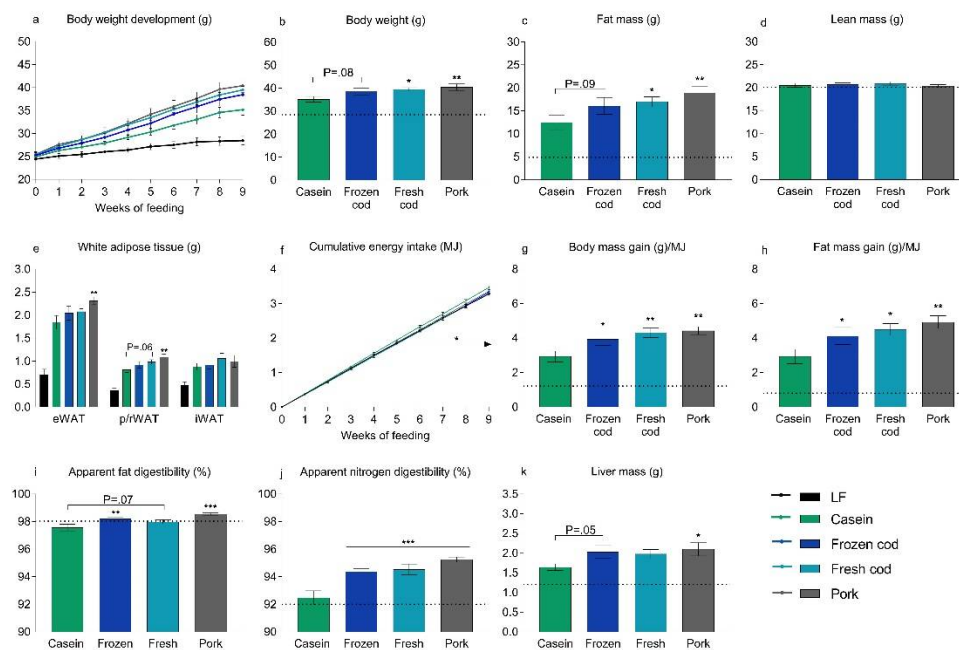 a Body weight development (g)
40
35
30
25
20
0 1 2 3 4 5 6 7 8 9
Weeks of feeding
b Body weight (g)
60
50
40
30
20
10
0
P=.08
*
**
Casein Frozen cod Fresh cod Pork
c Fat mass (g)
30
25
20
15
10
5
0
P=.09
*
**
Casein Frozen cod Fresh cod Pork
d Lean mass (g)
30
25
20
15
10
5
0
Casein Frozen cod Fresh cod Pork
e White adipose tissue (g)
3.0
2.5
2.0
1.5
1.0
0.5
0.0
**
P=.06
**
eWAT p/rWAT iWAT
f Cumulative energy intake (MJ)
4
3
2
1
0
*
0 1 2 3 4 5 6 7 8 9
Weeks of feeding
g Body mass gain (g)/MJ
8
6
4
2
0
*
**
**
Casein Frozen cod Fresh cod Pork
h Fat mass gain (g)/MJ
8
6
4
2
0
*
*
**
Casein Frozen cod Fresh cod Pork
i Apparent fat digestibility (%)
100
98
96
94
92
90
P=.07
**
***
Casein Frozen Fresh Pork
j Apparent nitrogen digestibility (%)
100
98
96
94
92
90
***
Casein Frozen Fresh Pork
k Liver mass (g)
3.5
3.0
2.5
2.0
1.5
1.0
0.5
0.0
P=.05
*
Casein Frozen Fresh Pork
LF
Casein
Frozen cod
Fresh cod
Pork